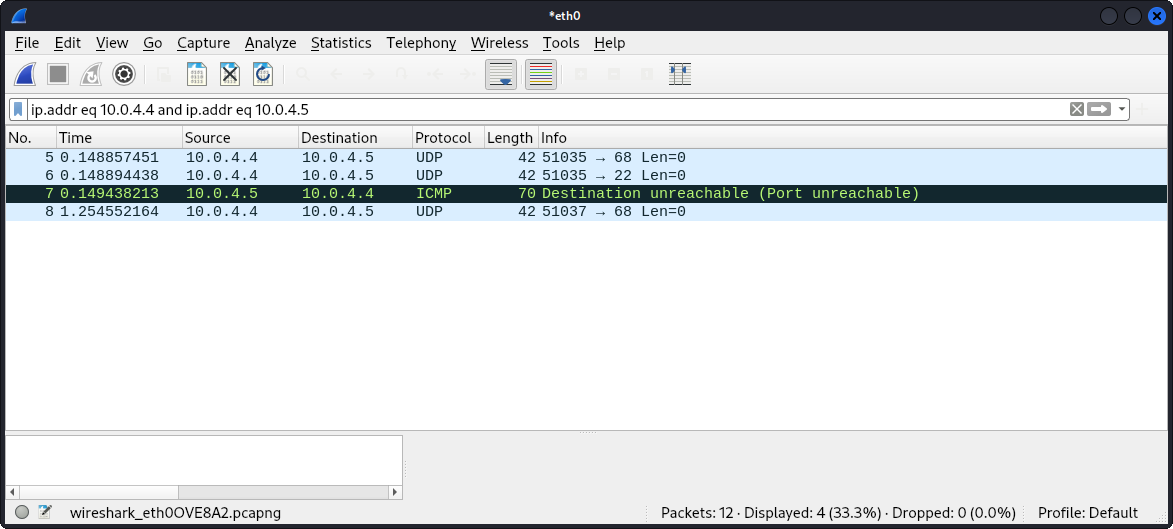 *eth0
File Edit View Go Capture Analyze Statistics Telephony Wireless Tools Help
ip.addr eq 10.0.4.4 and ip.addr eq 10.0.4.5
No. Time Source Destination Protocol Length Info
5 0.148857451 10.0.4.4 10.0.4.5 UDP 42 51035 → 68 Len=0
6 0.148894438 10.0.4.4 10.0.4.5 UDP 42 51035 → 22 Len=0
7 0.149438213 10.0.4.5 10.0.4.4 ICMP 70 Destination unreachable (Port unreachable)
8 1.254552164 10.0.4.4 10.0.4.5 UDP 42 51037 → 68 Len=0
wireshark_eth0OVE8A2.pcapng Packets: 12 · Displayed: 4 (33.3%) · Dropped: 0 (0.0%) Profile: Default